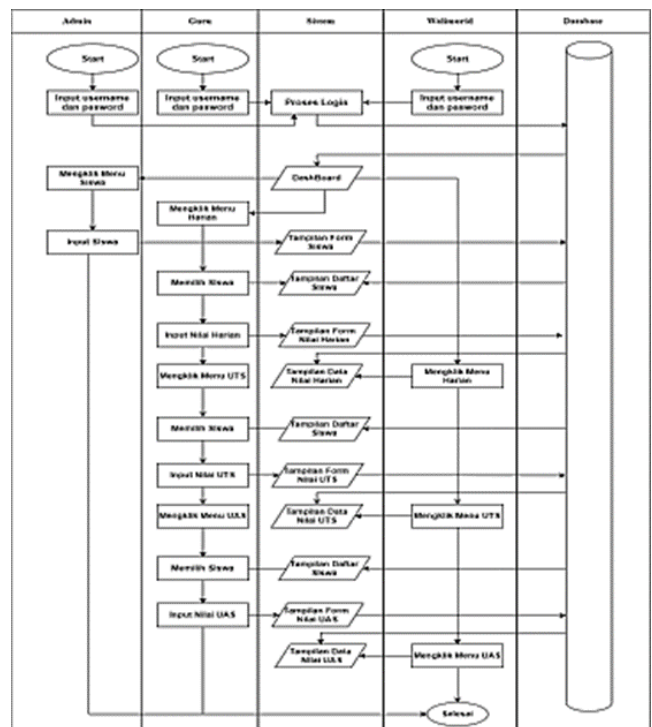 Admin
Guru
Sistem
Walimurid
Database
Start
Start
Start
Input username
dan pasword
Input username
dan pasword
Proses Login
Input username
dan pasword
Mengklik Menu
Siswa
DashBoard
Mengklik Menu
Harian
Input Siswa
Tampilan Form
Siswa
Memilih Siswa
Tampilan Daftar
Siswa
Input Nilai Harian
Tampilan Form
Nilai Harian
Mengklik Menu UTS
Tampilan Data
Nilai Harian
Mengklik Menu
Harian
Memilih Siswa
Tampilan Daftar
Siswa
Input Nilai UTS
Tampilan Form
Nilai UTS
Mengklik Menu UAS
Tampilan Data
Nilai UTS
Mengklik Menu UTS
Memilih Siswa
Tampilan Daftar
Siswa
Input Nilai UAS
Tampilan Form
Nilai UAS
Tampilan Data
Nilai UAS
Mengklik Menu UAS
Selesai